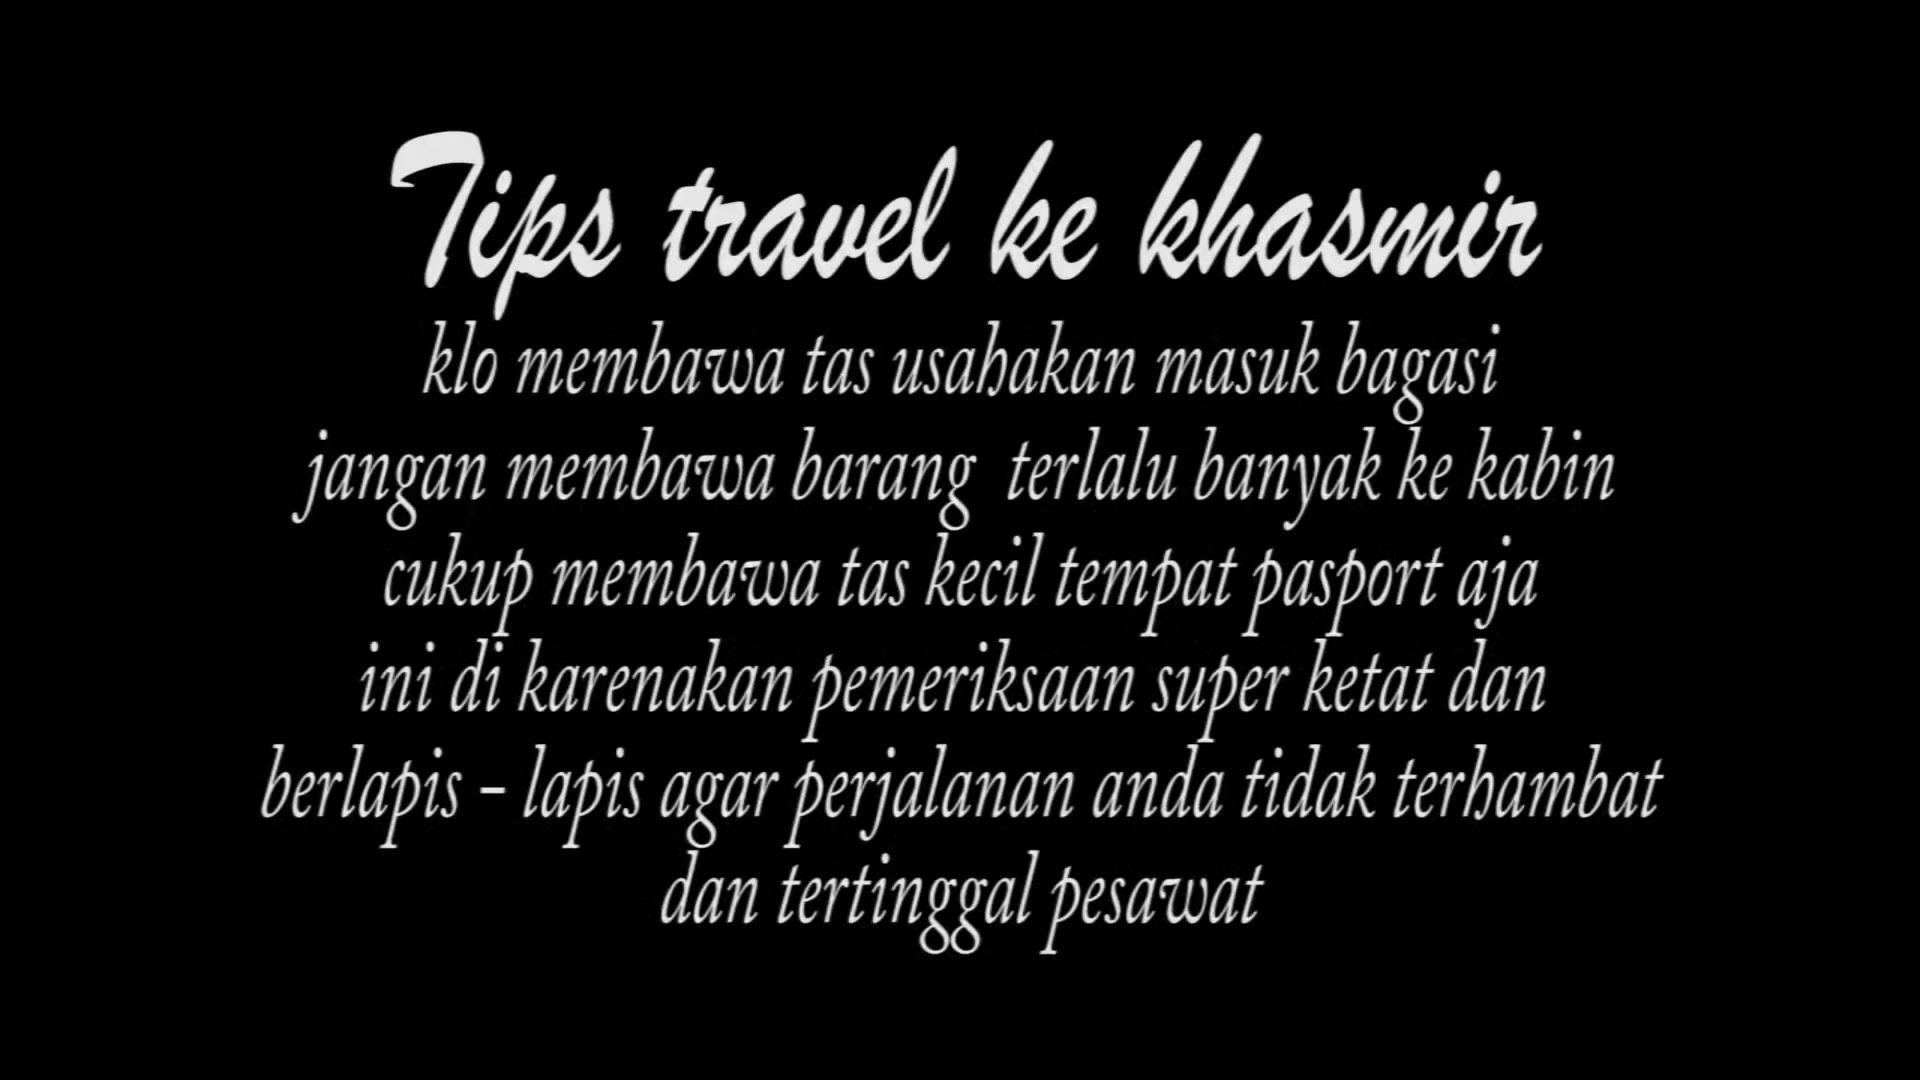 Tips travel ke khasmir
klo membawa tas usahakan masuk bagasi
jangan membawa barang  terlalu banyak ke kabin
cukup membawa tas kecil tempat pasport aja
ini di karenakan pemeriksaan super ketat dan
berlapis - lapis agar perjalanan anda tidak terhambat
dan tertinggal pesawat